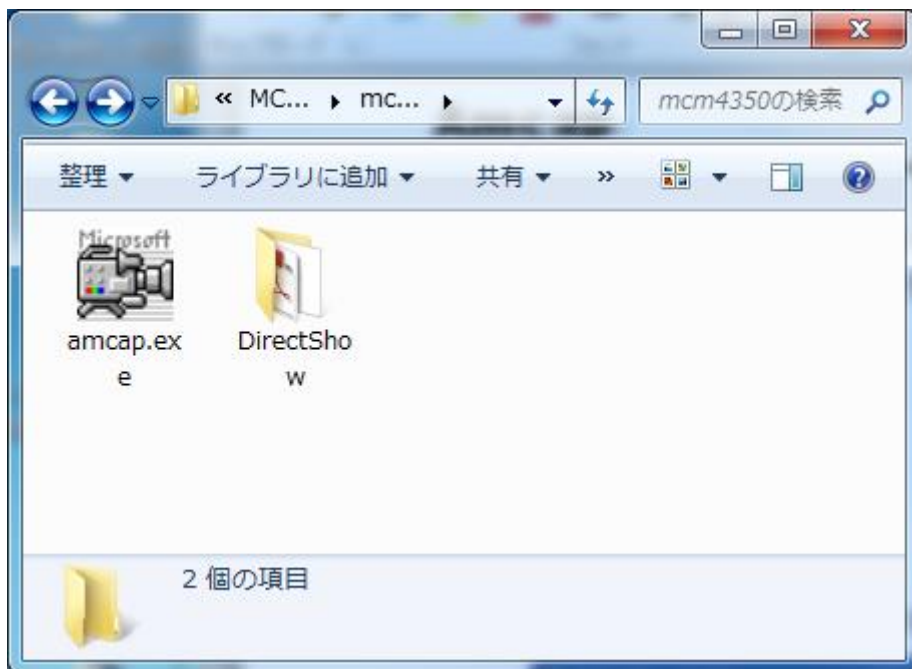 « MC... ▸ mc... ▸
mcm4350の検索
整理
ライブラリに追加
共有
»
Microsoft
amcap.ex
e
DirectSho
w
2 個の項目